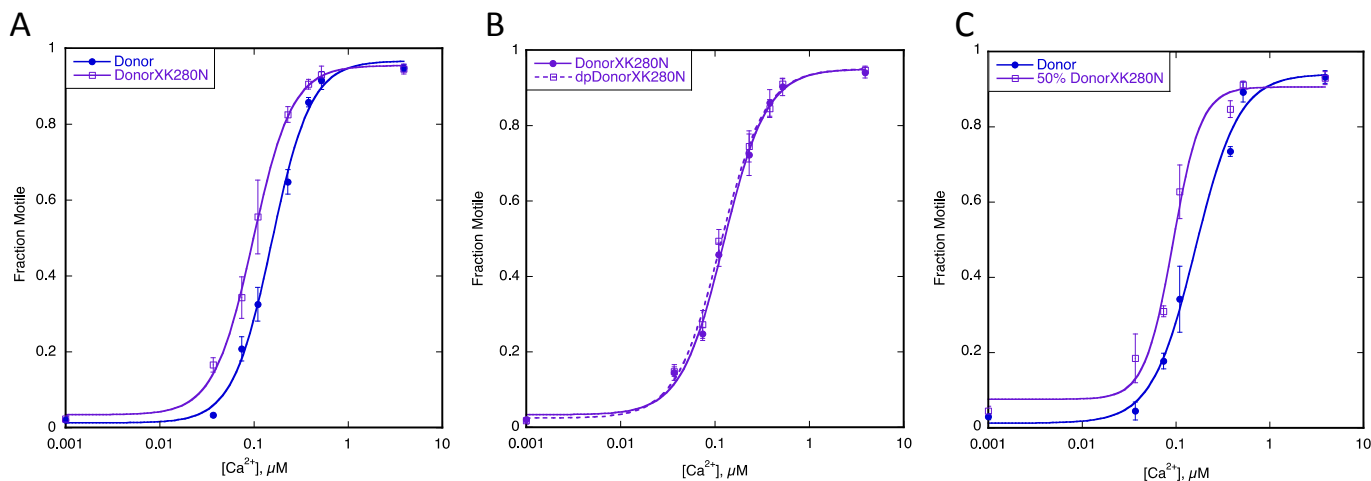 A
B
C
Donor
DonorXK280N
1
0.8
0.6
0.4
0.2
0
Fraction Motile
0.001
0.01
0.1
1
10
[Ca²⁺], µM
DonorXK280N
dpDonorXK280N
1
0.8
0.6
0.4
0.2
0
Fraction Motile
0.001
0.01
0.1
1
10
[Ca²⁺], µM
Donor
50% DonorXK280N
1
0.8
0.6
0.4
0.2
0
Fraction Motile
0.001
0.01
0.1
1
10
[Ca²⁺], µM